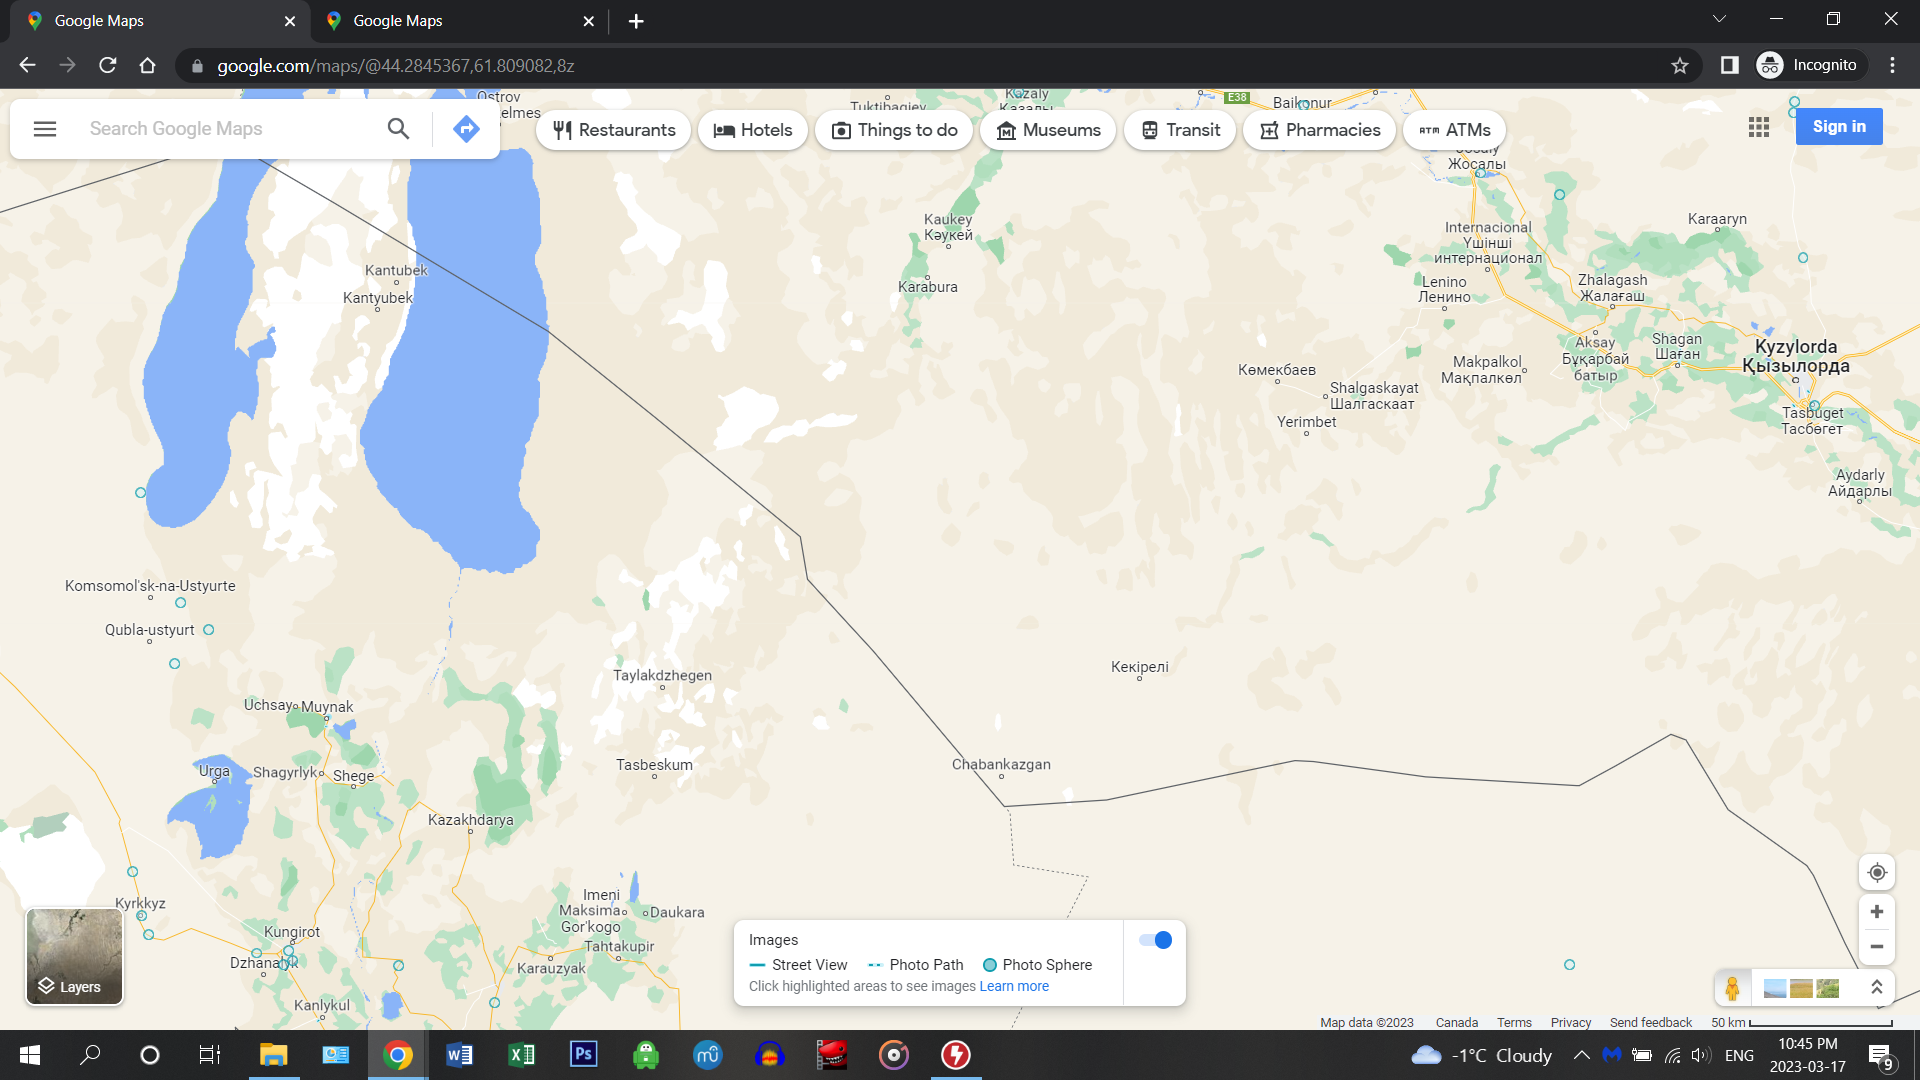 Google Maps
Google Maps
google.com/maps/@44.2845367,61.809082,8z
Incognito
Search Google Maps
Restaurants
Hotels
Things to do
Museums
Transit
Pharmacies
ATM ATMs
Sign in
Ostrov
elmes
Tuktibagiev
Kazaly
Казалы
E38
Baikonur
Жосалы
Kaukey
Кәукей
Karabura
Kantubek
Kantyubek
Internacional
Үшінші
интернационал
Karaaryn
Lenino
Ленино
Zhalagash
Жалағаш
Aksay
Бұқарбай
батыр
Shagan
Шаған
Kyzylorda
Қызылорда
Makpalkol
Мақпалкөл
Көмекбаев
Shalgaskayat
Шалгаскаат
Yerimbet
Tasbuget
Тасбөгет
Aydarly
Айдарлы
Komsomol'sk-na-Ustyurte
Qubla-ustyurt
Taylakdzhegen
Кекірелі
Uchsay
Muynak
Urga
Shagyrlyk
Shege
Tasbeskum
Chabankazgan
Kazakhdarya
Kyrkkyz
Imeni
Maksima
Gor'kogo
Daukara
Kungirot
Tahtakupir
Dzhanalyk
Karauzyak
Kanlykul
Layers
Images
Street View
Photo Path
Photo Sphere
Click highlighted areas to see images Learn more
Map data ©2023
Canada
Terms
Privacy
Send feedback
50 km
-1°C Cloudy
ENG
10:45 PM
2023-03-17
9